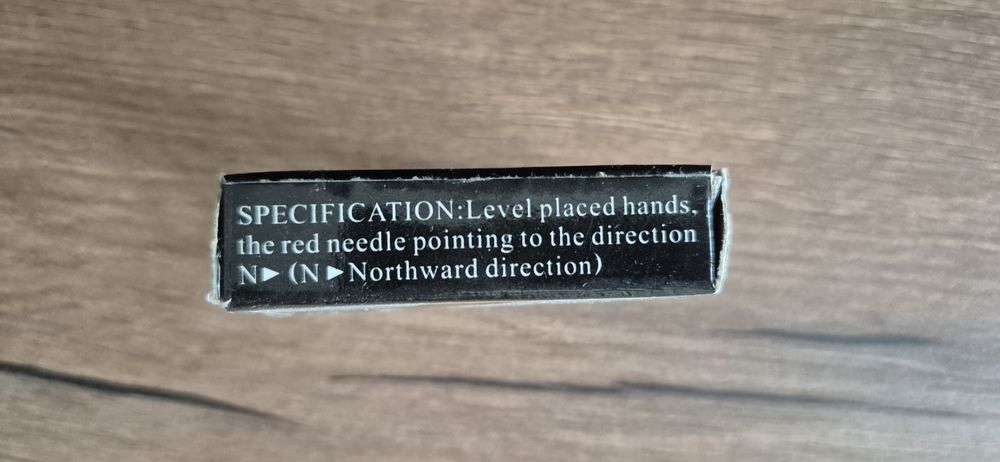 SPECIFICATION:Level placed hands,
the red needle pointing to the direction
N► (N ►Northward direction)